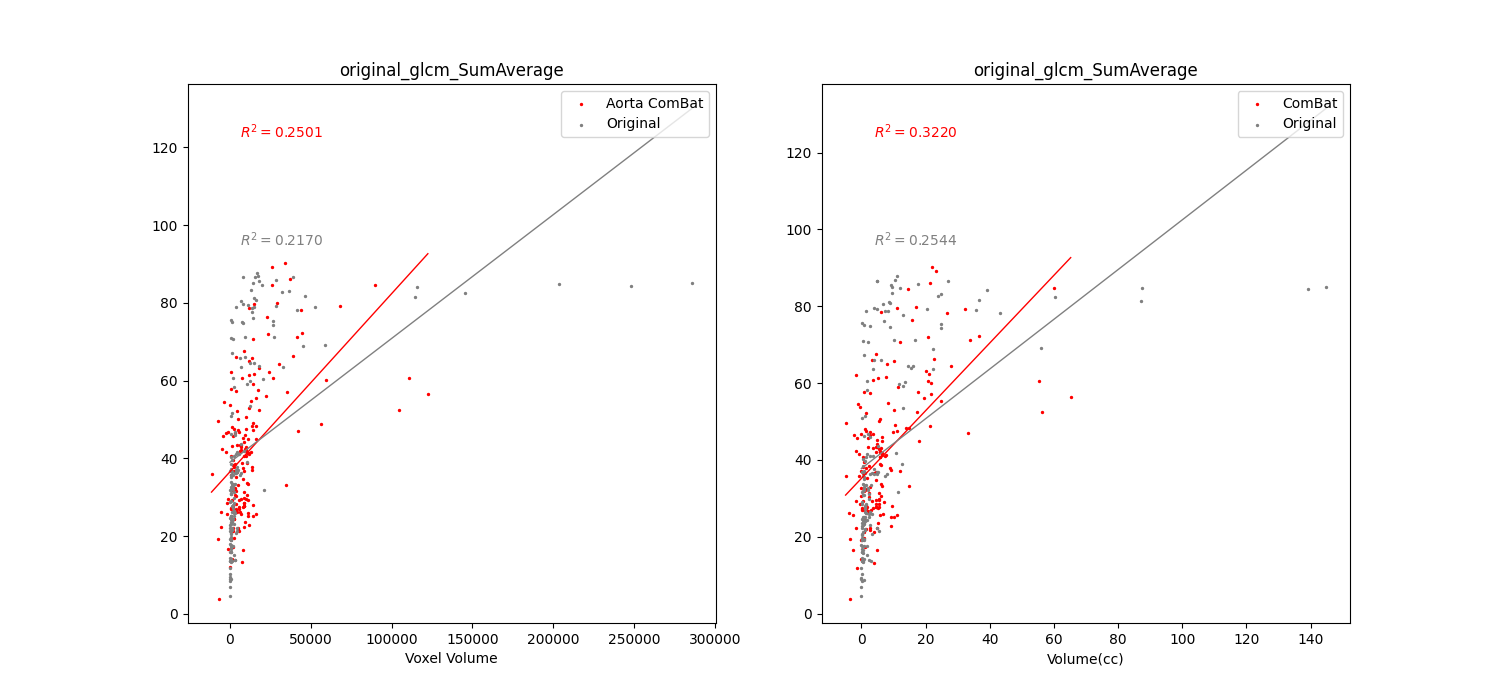 original_glcm_SumAverage
R² = 0.2501
R² = 0.2170
Aorta ComBat
Original
120
100
80
60
40
20
0
0 50000 100000 150000 200000 250000 300000
Voxel Volume
original_glcm_SumAverage
R² = 0.3220
R² = 0.2544
ComBat
Original
120
100
80
60
40
20
0
0 20 40 60 80 100 120 140
Volume(cc)